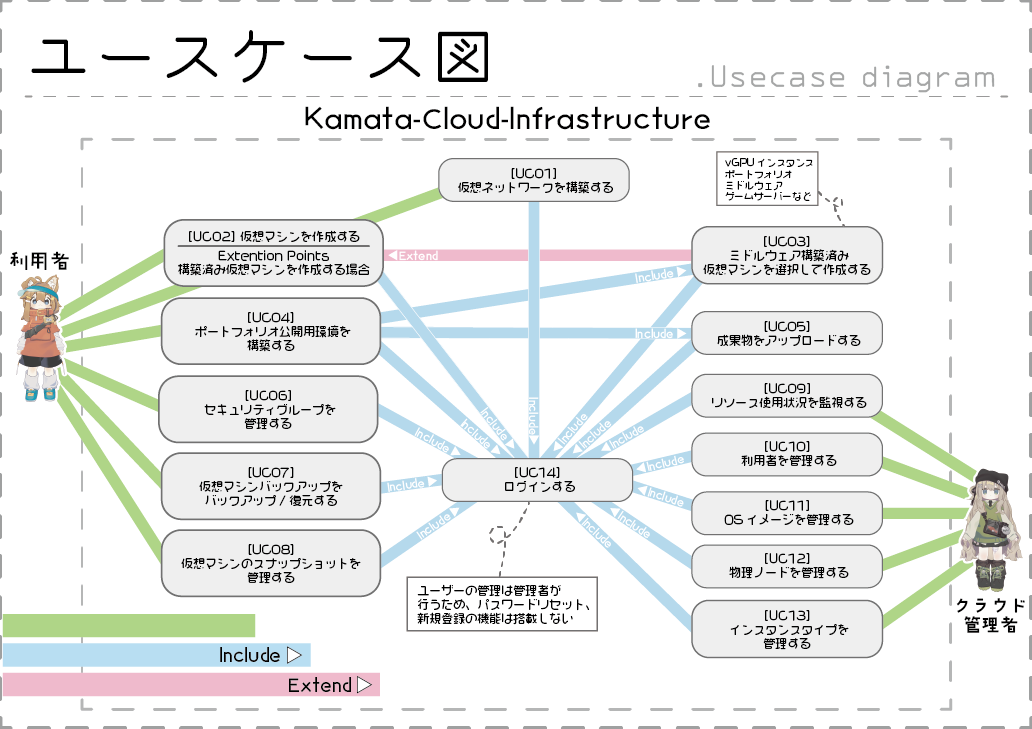 ユースケース図
.Usecase diagram
Kamata-Cloud-Infrastructure
[UC01]
仮想ネットワークを構築する
vGPU インスタンス
ポートフォリオ
ミドルウェア
ゲームサーバーなど
[UC02] 仮想マシンを作成する
Extention Points
構築済み仮想マシンを作成する場合
Extend
[UC03]
ミドルウェア構築済み
仮想マシンを選択して作成する
利用者
Include
[UC04]
ポートフォリオ公開用環境を
構築する
Include
[UC05]
成果物をアップロードする
[UC06]
セキュリティグループを
管理する
[UC09]
リソース使用状況を監視する
Include
Include
Include
Include
Include
Include
Include
[UC10]
利用者を管理する
Include
[UC07]
仮想マシンバックアップを
バックアップ / 復元する
Include
[UC14]
ログインする
Include
[UC11]
OS イメージを管理する
Include
Include
Include
[UC08]
仮想マシンのスナップショットを
管理する
[UC12]
物理ノードを管理する
ユーザーの管理は管理者が
行うため、パスワードリセット、
新規登録の機能は搭載しない
[UC13]
インスタンスタイプを
管理する
クラウド
管理者
Include
Extend